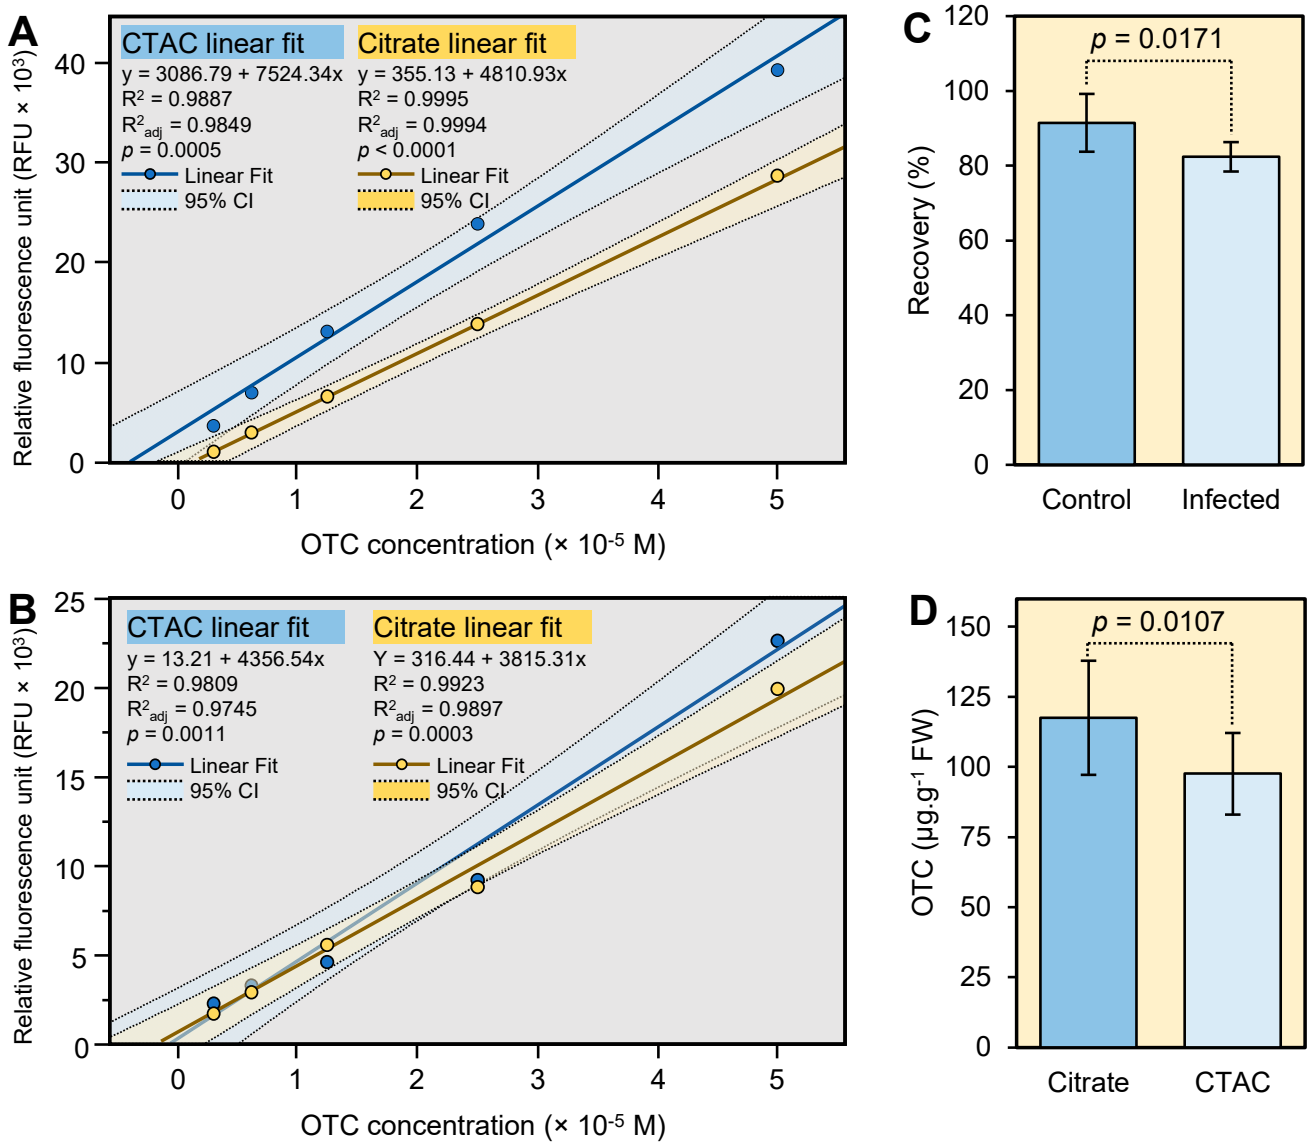 A
Relative fluorescence unit (RFU × 10³)
40
30
20
10
0
CTAC linear fit
y = 3086.79 + 7524.34x
R² = 0.9887
R²adj = 0.9849
p = 0.0005
Linear Fit
95% CI
Citrate linear fit
y = 355.13 + 4810.93x
R² = 0.9995
R²adj = 0.9994
p < 0.0001
Linear Fit
95% CI
0 1 2 3 4 5
OTC concentration (× 10⁻⁵ M)
B
Relative fluorescence unit (RFU × 10³)
25
20
15
10
5
0
CTAC linear fit
y = 13.21 + 4356.54x
R² = 0.9809
R²adj = 0.9745
p = 0.0011
Linear Fit
95% CI
Citrate linear fit
Y = 316.44 + 3815.31x
R² = 0.9923
R²adj = 0.9897
p = 0.0003
Linear Fit
95% CI
0 1 2 3 4 5
OTC concentration (× 10⁻⁵ M)
C
Recovery (%)
120
100
80
60
40
20
0
p = 0.0171
Control Infected
D
OTC (µg.g⁻¹ FW)
150
125
100
75
50
25
0
p = 0.0107
Citrate CTAC